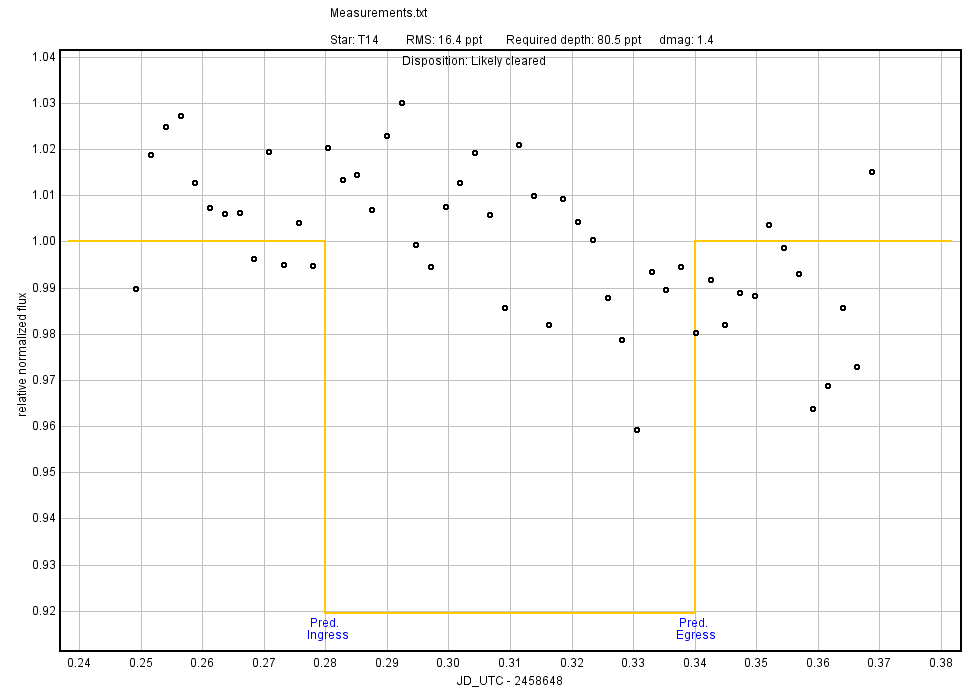 Measurements.txt
Star: T14 RMS: 16.4 ppt Required depth: 80.5 ppt dmag: 1.4
Disposition: Likely cleared
1.04
1.03
1.02
1.01
1.00
0.99
0.98
0.97
0.96
0.95
0.94
0.93
0.92
relative normalized flux
Pred.
Ingress
Pred.
Egress
0.24 0.25 0.26 0.27 0.28 0.29 0.30 0.31 0.32 0.33 0.34 0.35 0.36 0.37 0.38
JD_UTC - 2458648